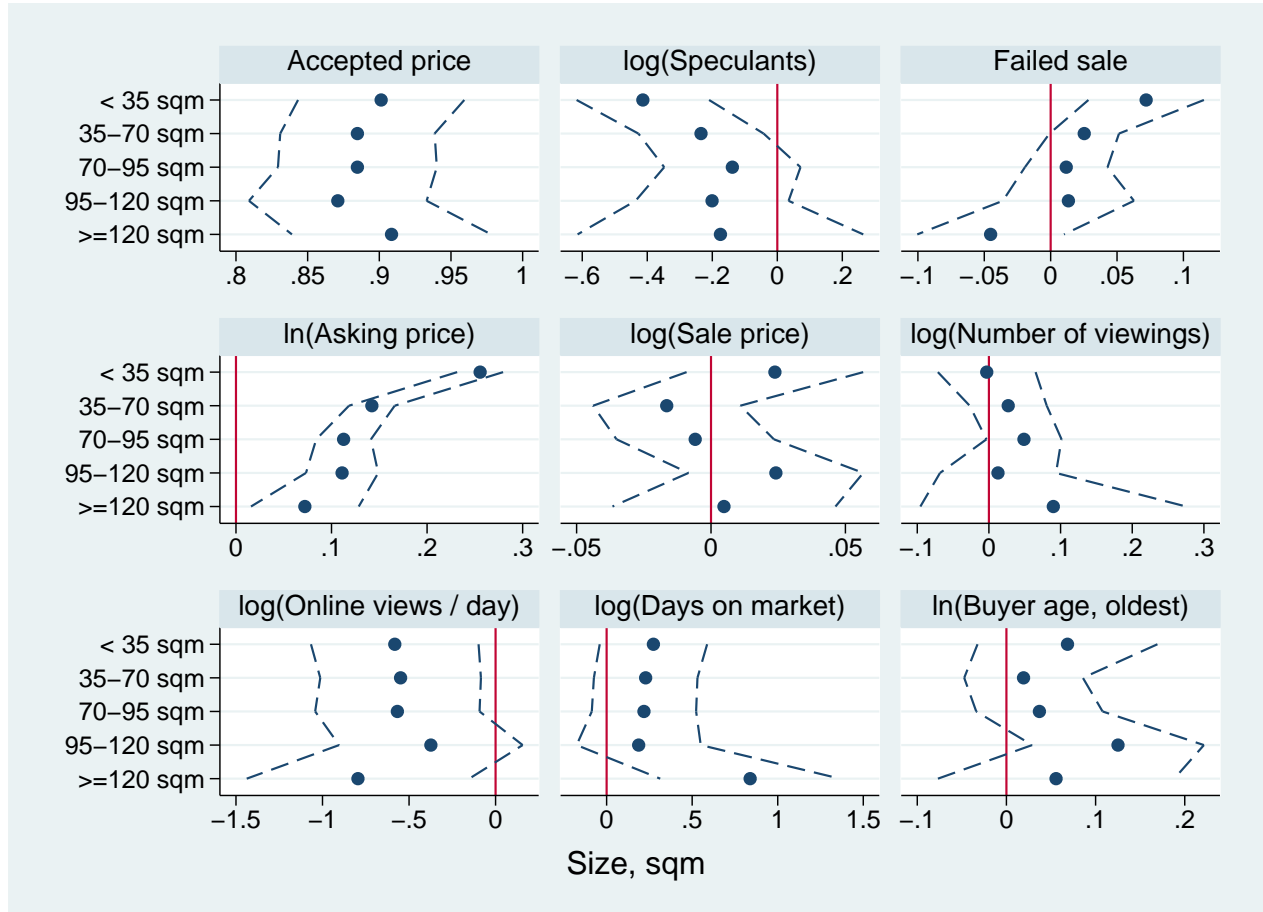 Accepted price
log(Speculants)
Failed sale
< 35 sqm
35−70 sqm
70−95 sqm
95−120 sqm
>=120 sqm
.8 .85 .9 .95 1
−.6 −.4 −.2 0 .2
−.1 −.05 0 .05 .1
ln(Asking price)
log(Sale price)
log(Number of viewings)
< 35 sqm
35−70 sqm
70−95 sqm
95−120 sqm
>=120 sqm
0 .1 .2 .3
−.05 0 .05
−.1 0 .1 .2 .3
log(Online views / day)
log(Days on market)
ln(Buyer age, oldest)
< 35 sqm
35−70 sqm
70−95 sqm
95−120 sqm
>=120 sqm
−1.5 −1 −.5 0
0 .5 1 1.5
−.1 0 .1 .2
Size, sqm